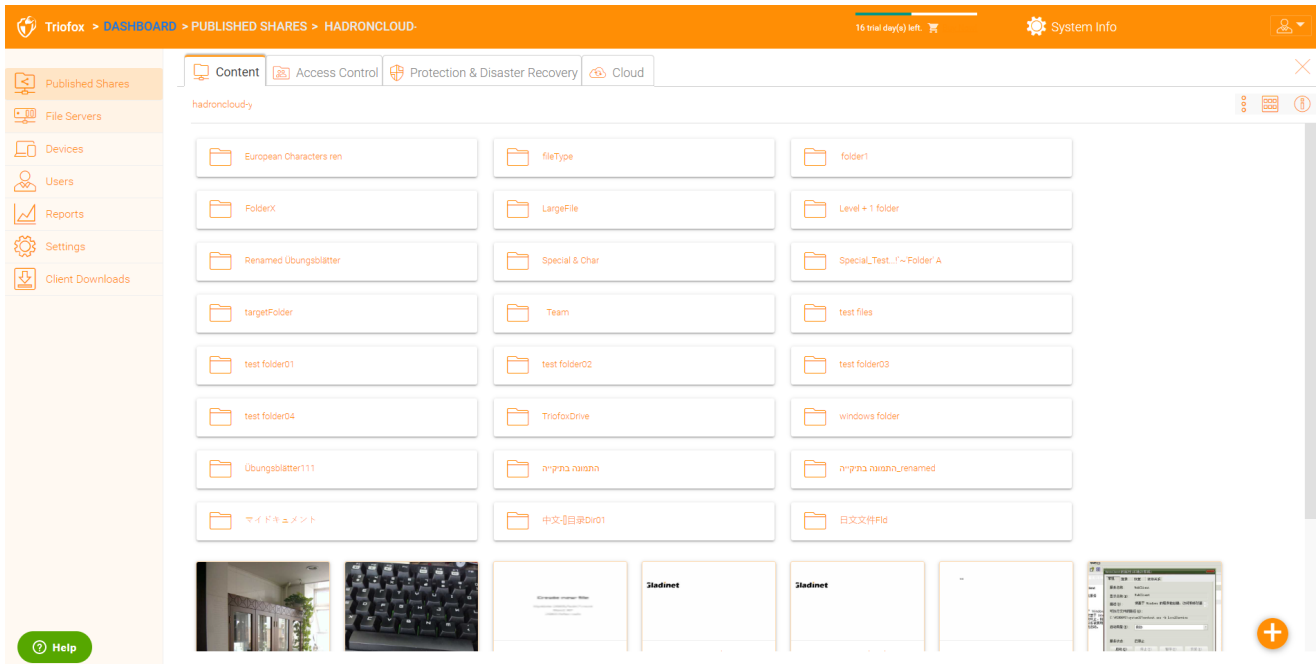 Triofox > DASHBOARD > PUBLISHED SHARES > HADRONCLOUD-
16 trial day(s) left.
System Info
Published Shares
File Servers
Devices
Users
Reports
Settings
Client Downloads
Content
Access Control
Protection & Disaster Recovery
Cloud
hadroncloud-y
European Characters ren
fileType
folder1
FolderX
LargeFile
Level + 1 folder
Renamed Übungsblätter
Special & Char
Special_Test...!`~'Folder' A
targetFolder
Team
test files
test folder01
test folder02
test folder03
test folder04
TriofoxDrive
windows folder
Übungsblätter111
התמונה בתיקייה
התמונה בתיקייה_renamed
マイドキュメント
中文-[]目录Dir01
日文文件Fld
Gladinet
Gladinet
Help